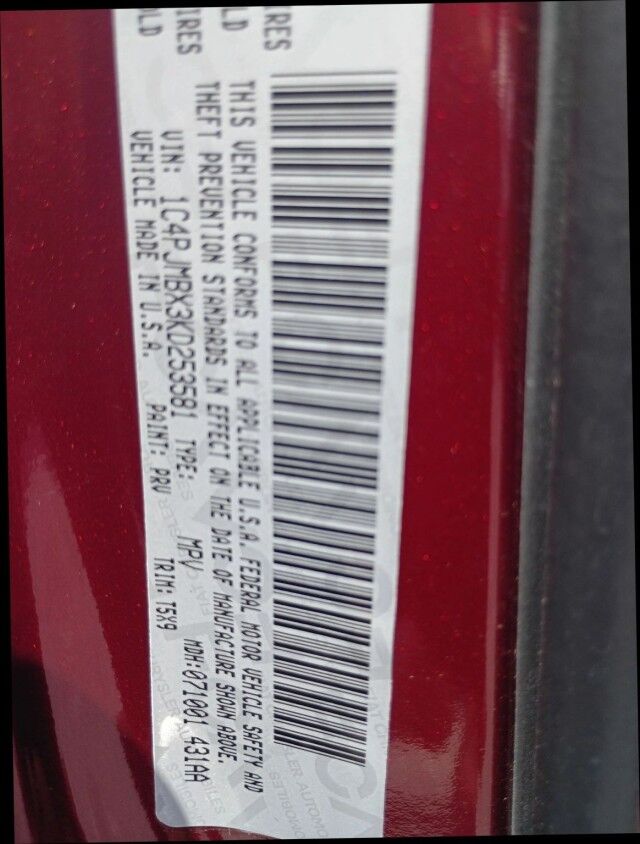 IRES
LD
IRES
OLD
THIS VEHICLE CONFORMS TO ALL APPLICABLE U.S.A. FEDERAL MOTOR VEHICLE SAFETY AND
THEFT PREVENTION STANDARDS IN EFFECT ON THE DATE OF MANUFACTURE SHOWN ABOVE.
VIN: 1C4PJMBX3KD253581 TYPE: MPV MDH:071001 431AA
VEHICLE MADE IN U.S.A. PAINT: PRV TRIM: T5X9